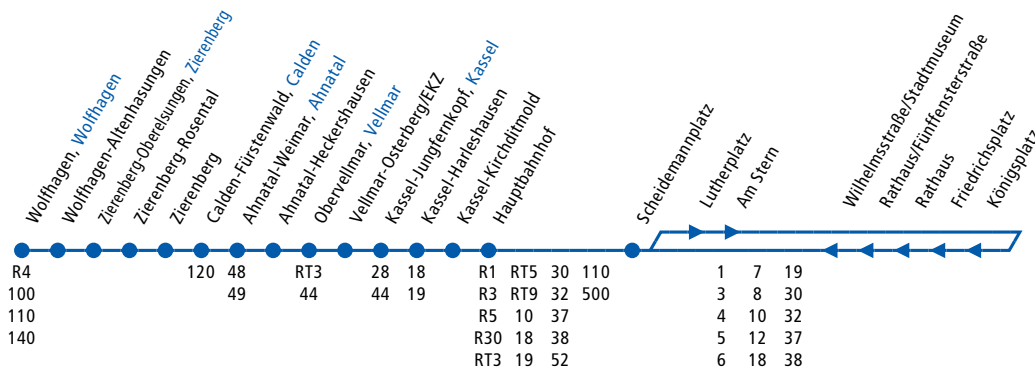 Wolfhagen, Wolfhagen
Wolfhagen-Altenhasungen
Zierenberg-Oberelsungen, Zierenberg
Zierenberg-Rosental
Zierenberg
Calden-Fürstenwald, Calden
Ahnatal-Weimar, Ahnatal
Ahnatal-Heckershausen
Obervellmar, Vellmar
Vellmar-Osterberg/EKZ
Kassel-Jungfernkopf, Kassel
Kassel-Harleshausen
Kassel-Kirchditmold
Hauptbahnhof
Scheidemannplatz
Lutherplatz
Am Stern
Wilhelmsstraße/Stadtmuseum
Rathaus/Fünffensterstraße
Rathaus
Friedrichsplatz
Königsplatz
R4 120 48 RT3 28 18 R1 RT5 30 110 1 7 19
100 49 44 44 19 R3 RT9 32 500 3 8 30
110 R5 10 37 4 10 32
140 R30 18 38 5 12 37
RT3 19 52 6 18 38